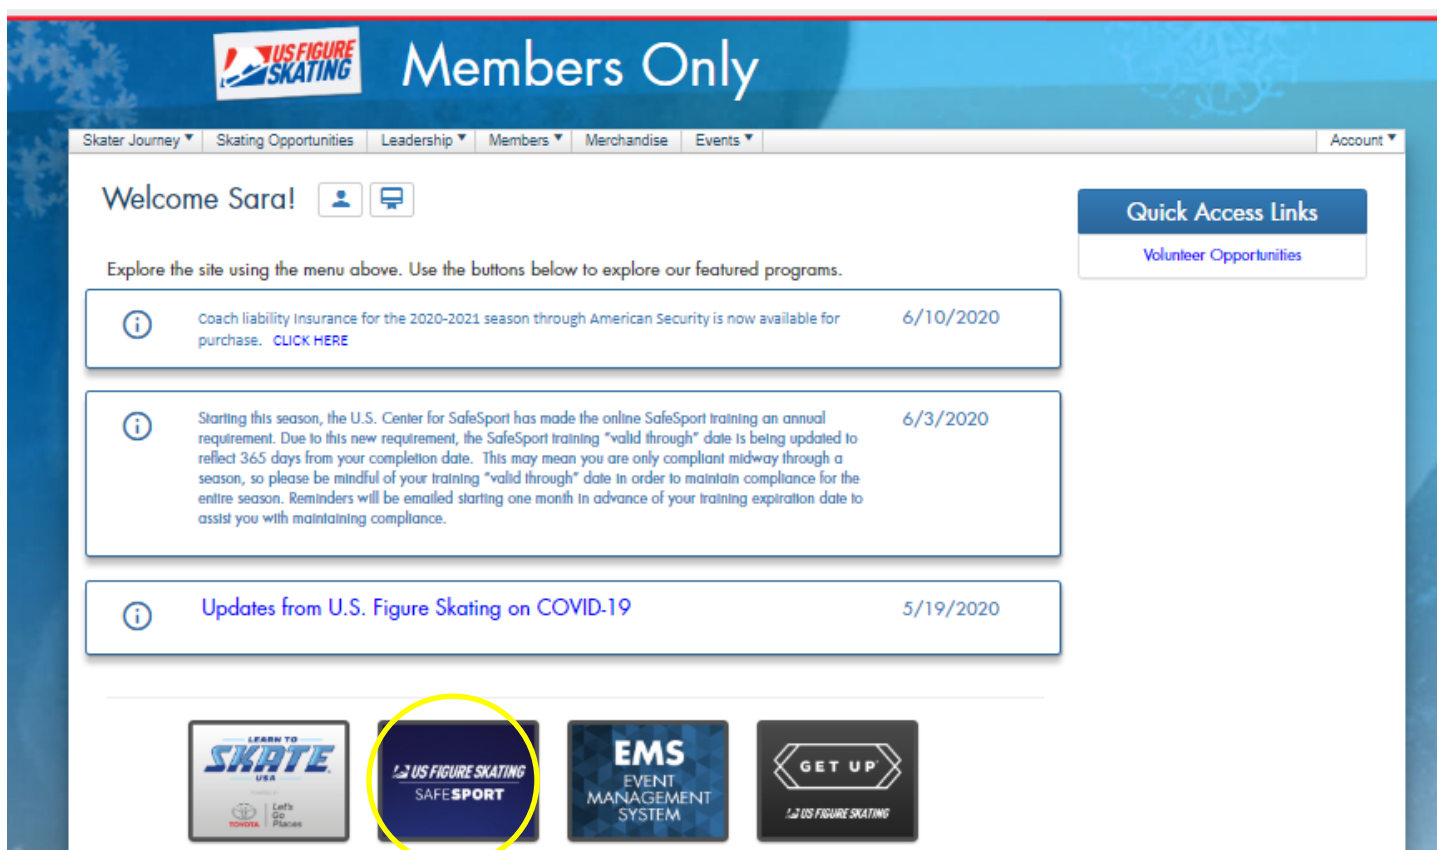 US FIGURE
SKATING
Members Only
Skater Journey Skating Opportunities Leadership Members Merchandise Events Account
Welcome Sara!
Quick Access Links
Volunteer Opportunities
Explore the site using the menu above. Use the buttons below to explore our featured programs.
Coach liability Insurance for the 2020-2021 season through American Security is now available for
purchase. CLICK HERE
6/10/2020
Starting this season, the U.S. Center for SafeSport has made the online SafeSport training an annual
requirement. Due to this new requirement, the SafeSport training "valid through" date is being updated to
reflect 365 days from your completion date. This may mean you are only compliant midway through a
season, so please be mindful of your training "valid through" date in order to maintain compliance for the
entire season. Reminders will be emailed starting one month in advance of your training expiration date to
assist you with maintaining compliance.
6/3/2020
Updates from U.S. Figure Skating on COVID-19
5/19/2020
LEARN TO
SKATE
USA
TOYOTA
Let's
Go
Places
US FIGURE SKATING
SAFESPORT
EMS
EVENT
MANAGEMENT
SYSTEM
GET UP
US FIGURE SKATING